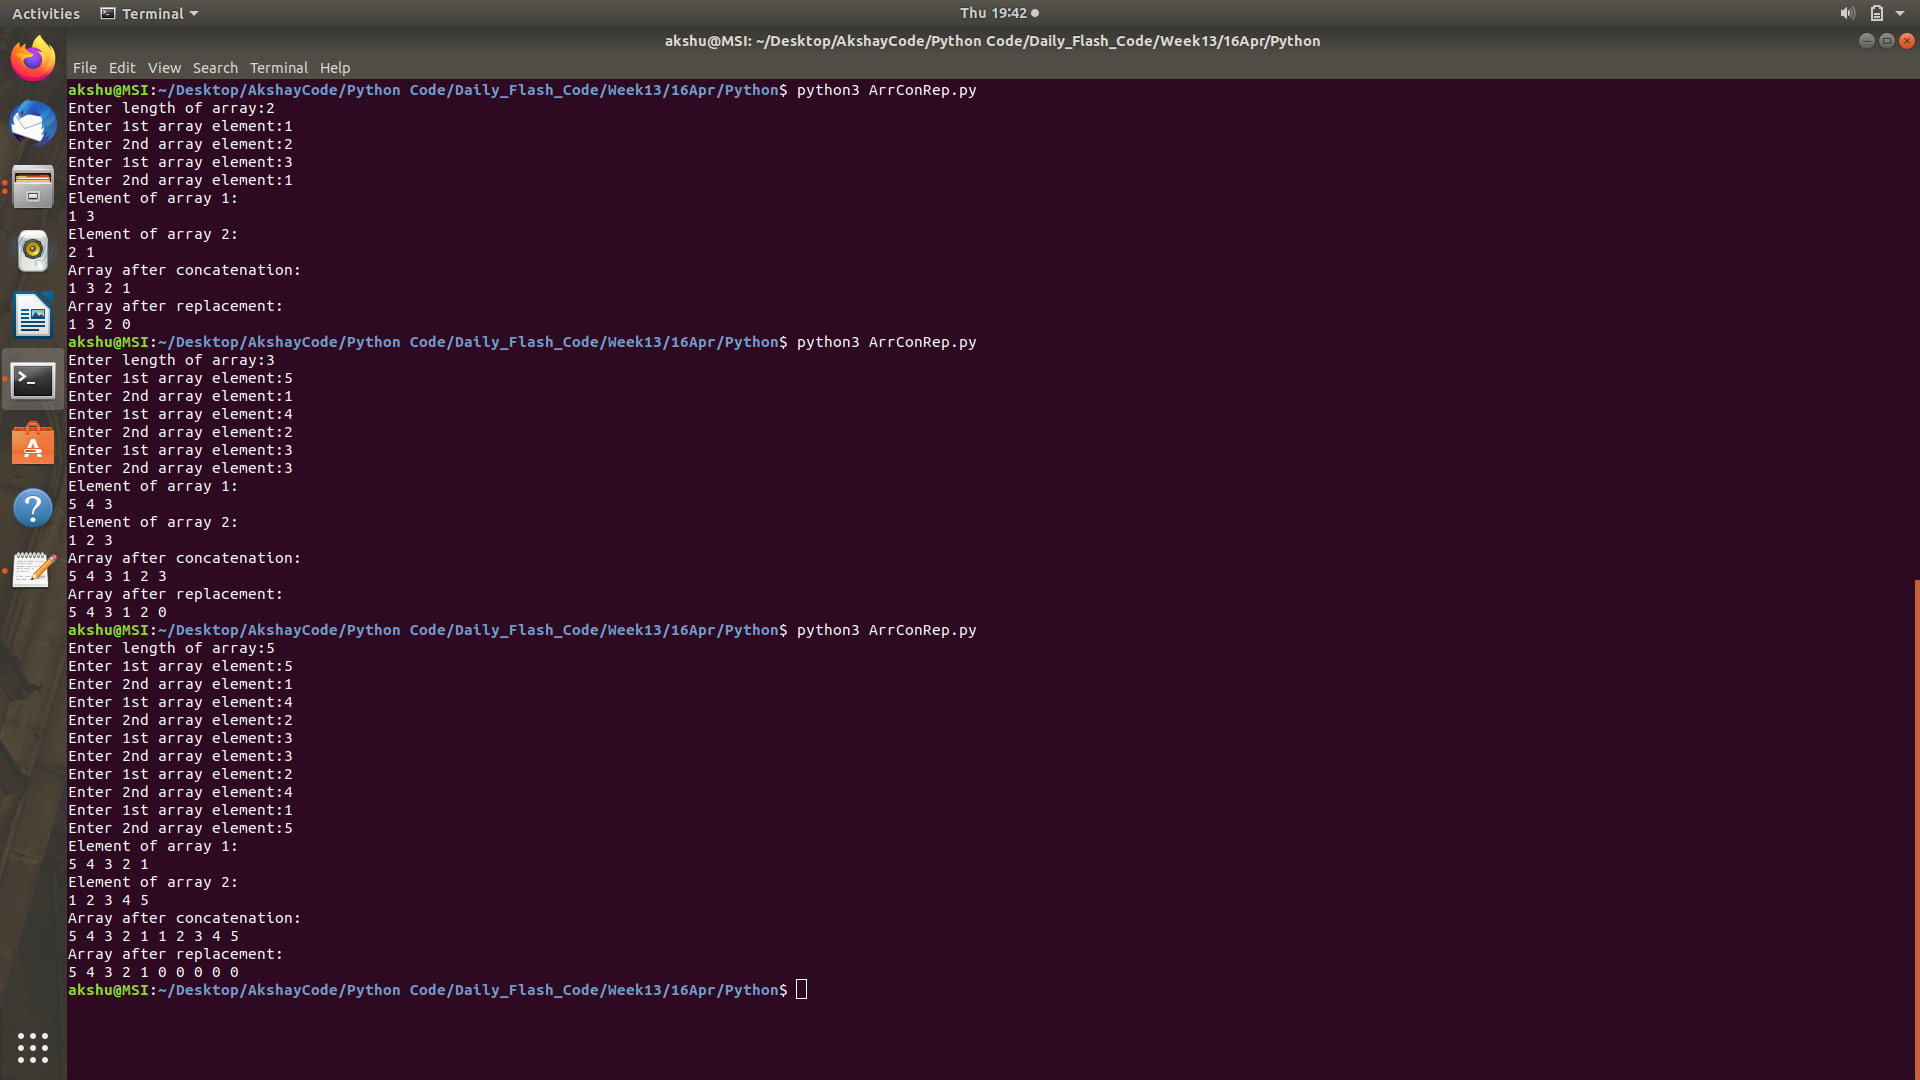 Activities Terminal Thu 19:42
akshu@MSI: ~/Desktop/AkshayCode/Python Code/Daily_Flash_Code/Week13/16Apr/Python
File Edit View Search Terminal Help
akshu@MSI:~/Desktop/AkshayCode/Python Code/Daily_Flash_Code/Week13/16Apr/Python$ python3 ArrConRep.py
Enter length of array:2
Enter 1st array element:1
Enter 2nd array element:2
Enter 1st array element:3
Enter 2nd array element:1
Element of array 1:
1 3
Element of array 2:
2 1
Array after concatenation:
1 3 2 1
Array after replacement:
1 3 2 0
akshu@MSI:~/Desktop/AkshayCode/Python Code/Daily_Flash_Code/Week13/16Apr/Python$ python3 ArrConRep.py
Enter length of array:3
Enter 1st array element:5
Enter 2nd array element:1
Enter 1st array element:4
Enter 2nd array element:2
Enter 1st array element:3
Enter 2nd array element:3
Element of array 1:
5 4 3
Element of array 2:
1 2 3
Array after concatenation:
5 4 3 1 2 3
Array after replacement:
5 4 3 1 2 0
akshu@MSI:~/Desktop/AkshayCode/Python Code/Daily_Flash_Code/Week13/16Apr/Python$ python3 ArrConRep.py
Enter length of array:5
Enter 1st array element:5
Enter 2nd array element:1
Enter 1st array element:4
Enter 2nd array element:2
Enter 1st array element:3
Enter 2nd array element:3
Enter 1st array element:2
Enter 2nd array element:4
Enter 1st array element:1
Enter 2nd array element:5
Element of array 1:
5 4 3 2 1
Element of array 2:
1 2 3 4 5
Array after concatenation:
5 4 3 2 1 1 2 3 4 5
Array after replacement:
5 4 3 2 1 0 0 0 0 0
akshu@MSI:~/Desktop/AkshayCode/Python Code/Daily_Flash_Code/Week13/16Apr/Python$